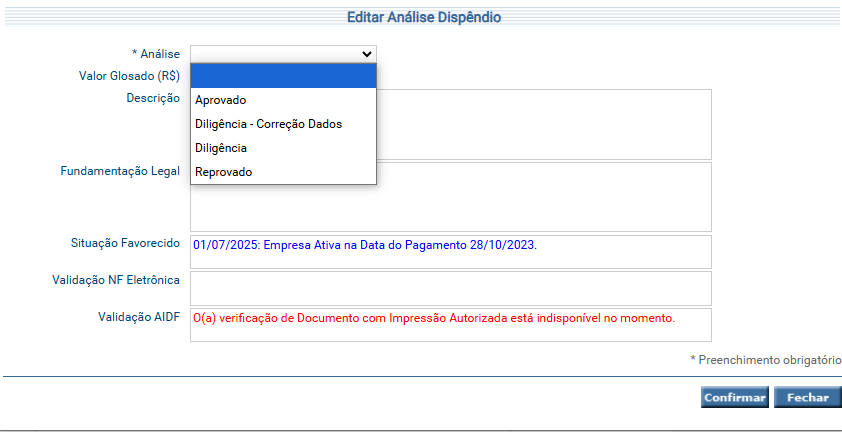 Editar Análise Dispêndio
* Análise
Valor Glosado (R$)
Aprovado
Diligência - Correção Dados
Diligência
Reprovado
Descrição
Fundamentação Legal
Situação Favorecido
01/07/2025: Empresa Ativa na Data do Pagamento 28/10/2023.
Validação NF Eletrônica
Validação AIDF
O(a) verificação de Documento com Impressão Autorizada está indisponível no momento.
* Preenchimento obrigatório
Confirmar
Fechar